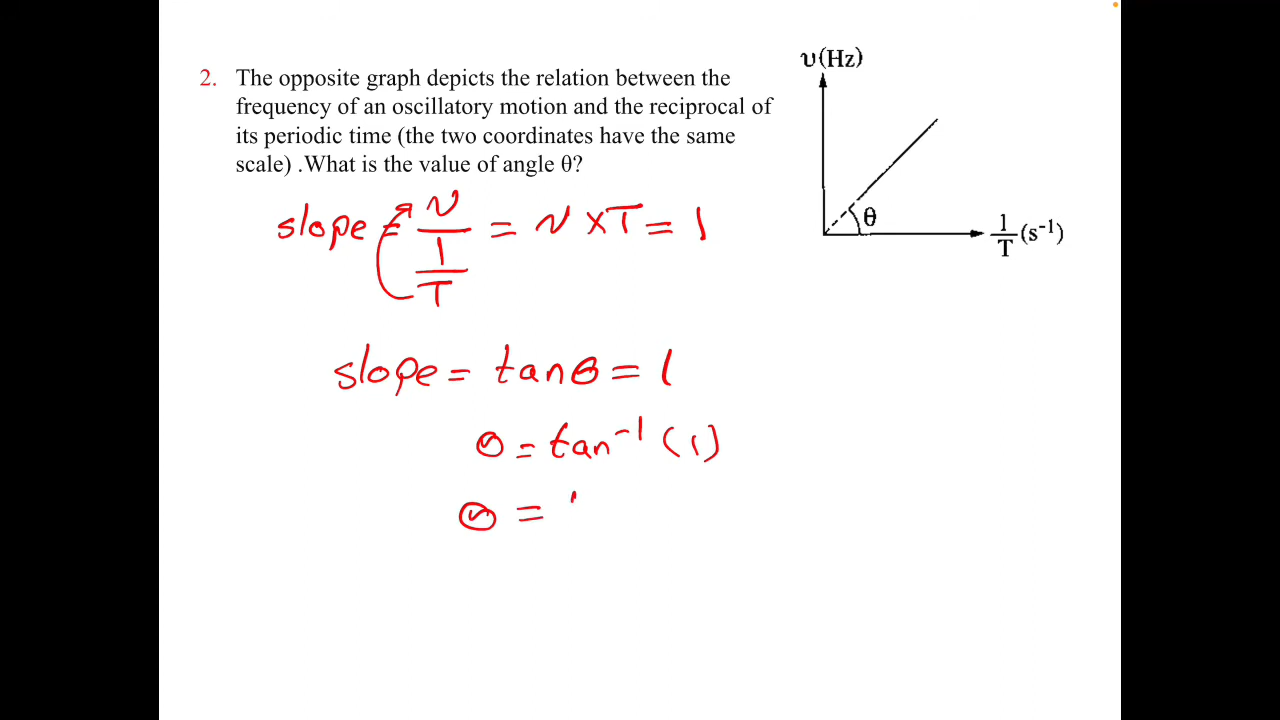 2. The opposite graph depicts the relation between the
frequency of an oscillatory motion and the reciprocal of
its periodic time (the two coordinates have the same
scale) .What is the value of angle θ?
υ(Hz)
θ
1/T (s⁻¹)
slope = ν/(1/T) = ν × T = 1
slope = tanθ = 1
θ = tan⁻¹ (1)
θ =